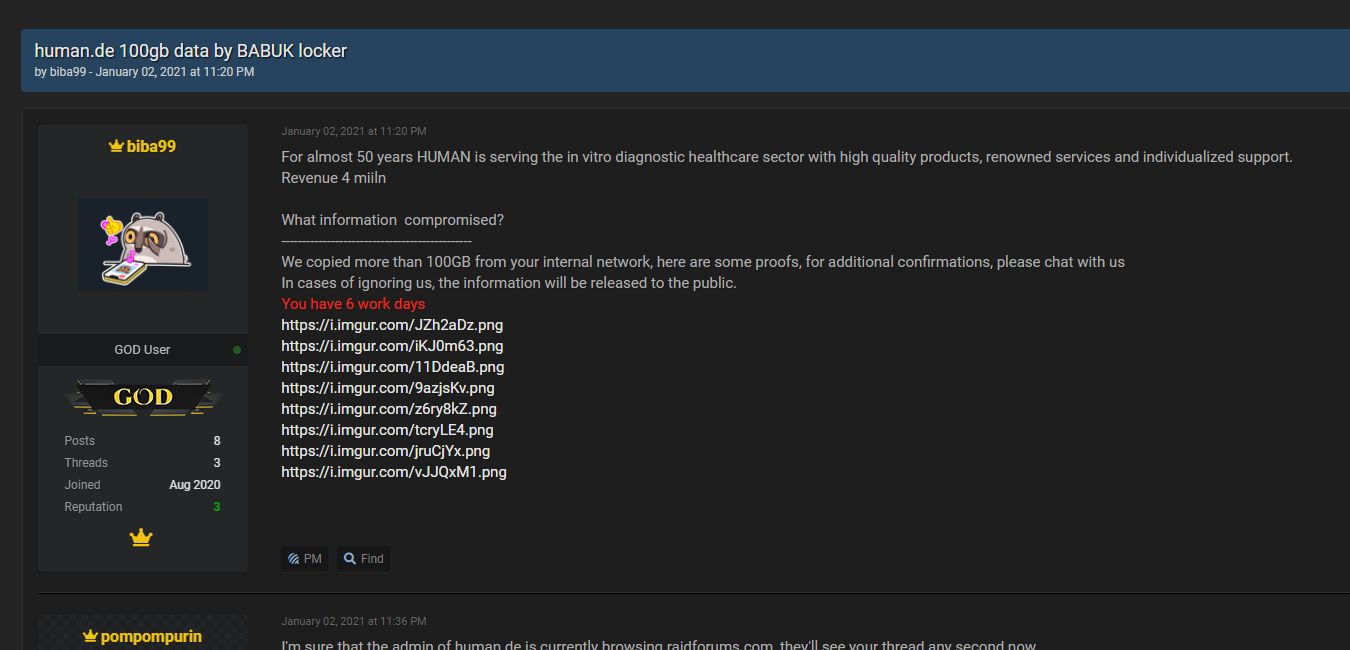 human.de 100gb data by BABUK locker
by biba99 - January 02, 2021 at 11:20 PM
biba99
GOD User
GOD
Posts 8
Threads 3
Joined Aug 2020
Reputation 3
January 02, 2021 at 11:20 PM
For almost 50 years HUMAN is serving the in vitro diagnostic healthcare sector with high quality products, renowned services and individualized support.
Revenue 4 miiln
What information  compromised?
----------------------------------------------
We copied more than 100GB from your internal network, here are some proofs, for additional confirmations, please chat with us
In cases of ignoring us, the information will be released to the public.
You have 6 work days
https://i.imgur.com/JZh2aDz.png
https://i.imgur.com/iKJ0m63.png
https://i.imgur.com/11DdeaB.png
https://i.imgur.com/9azjsKv.png
https://i.imgur.com/z6ry8kZ.png
https://i.imgur.com/tcryLE4.png
https://i.imgur.com/jruCjYx.png
https://i.imgur.com/vJJQxM1.png
PM Find
pompompurin
January 02, 2021 at 11:36 PM
I'm sure that the admin of human.de is currently browsing raidforums.com, they'll see your thread any second now